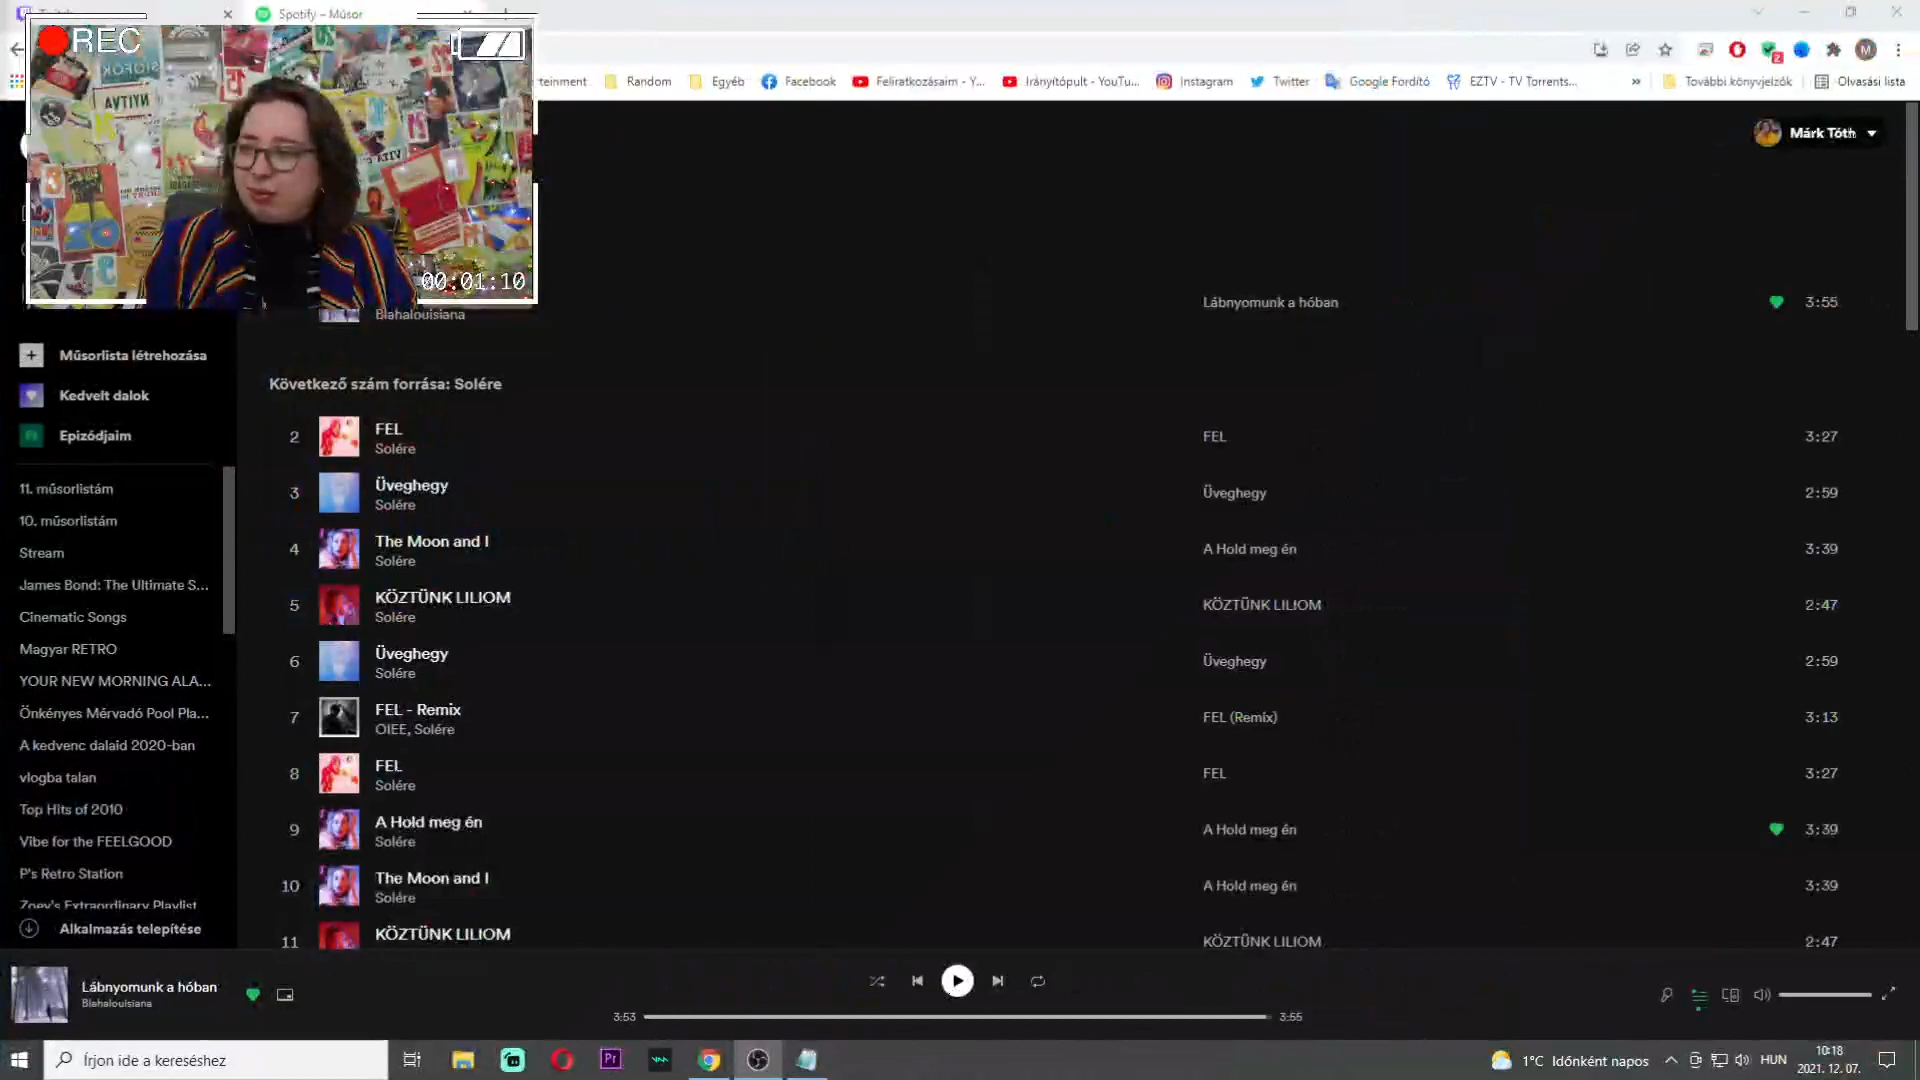 Spotify – Műsor
REC
00:01:10
Random
Egyéb
Facebook
Feliratkozásaim - Y...
Irányítópult - YouTu...
Instagram
Twitter
Google Fordító
EZTV - TV Torrents...
»
További könyvjelzők
Olvasási lista
Márk Tóth
Blahalouisiana
Lábnyomunk a hóban
3:55
Műsorlista létrehozása
Kedvelt dalok
Epizódjaim
11. műsorlistám
10. műsorlistám
Stream
James Bond: The Ultimate S...
Cinematic Songs
Magyar RETRO
YOUR NEW MORNING ALA...
Önkényes Mérvadó Pool Pla...
A kedvenc dalaid 2020-ban
vlogba talan
Top Hits of 2010
Vibe for the FEELGOOD
P's Retro Station
Zoey's Extraordinary Playlist
Alkalmazás telepítése
Következő szám forrása: Solére
2 FEL FEL 3:27
Solére
3 Üveghegy Üveghegy 2:59
Solére
4 The Moon and I A Hold meg én 3:39
Solére
5 KÖZTÜNK LILIOM KÖZTÜNK LILIOM 2:47
Solére
6 Üveghegy Üveghegy 2:59
Solére
7 FEL - Remix FEL (Remix) 3:13
OIEE, Solére
8 FEL FEL 3:27
Solére
9 A Hold meg én A Hold meg én 3:39
Solére
10 The Moon and I A Hold meg én 3:39
Solére
11 KÖZTÜNK LILIOM KÖZTÜNK LILIOM 2:47
Lábnyomunk a hóban
Blahalouisiana
3:53
3:55
Írjon ide a kereséshez
Pr
1°C Időnként napos
HUN
10:18
2021. 12. 07.